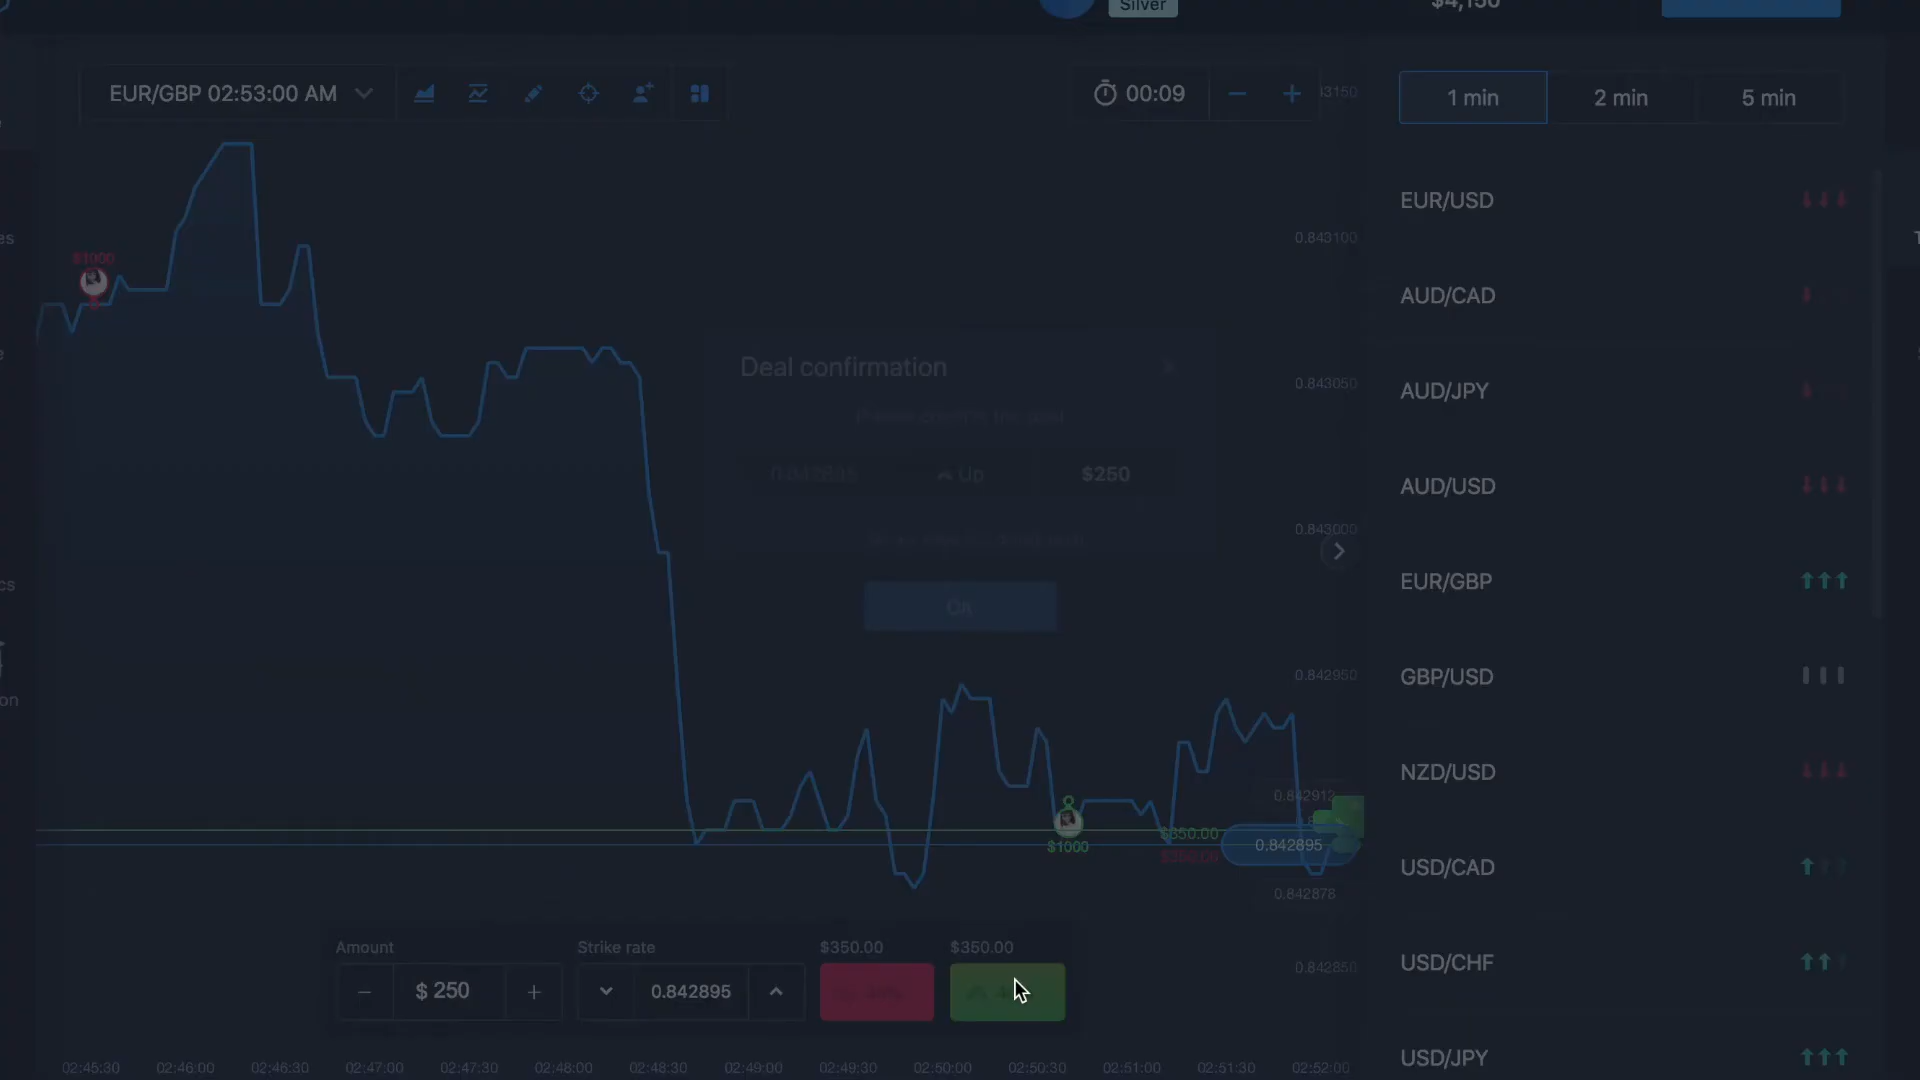 Silver
$4,150
EUR/GBP 02:53:00 AM
00:09
1 min
2 min
5 min
EUR/USD
$1000
0.843100
AUD/CAD
Deal confirmation
0.843050
AUD/JPY
Up
$250
AUD/USD
0.843000
EUR/GBP
Ok
0.842950
GBP/USD
NZD/USD
0.842912
$350.00
$1000
0.842895
$350.00
0.842878
USD/CAD
Amount
Strike rate
$350.00
$350.00
USD/CHF
0.842850
$ 250
0.842895
02:45:30
02:46:00
02:46:30
02:47:00
02:47:30
02:48:00
02:48:30
02:49:00
02:49:30
02:50:00
02:50:30
02:51:00
02:51:30
02:52:00
USD/JPY